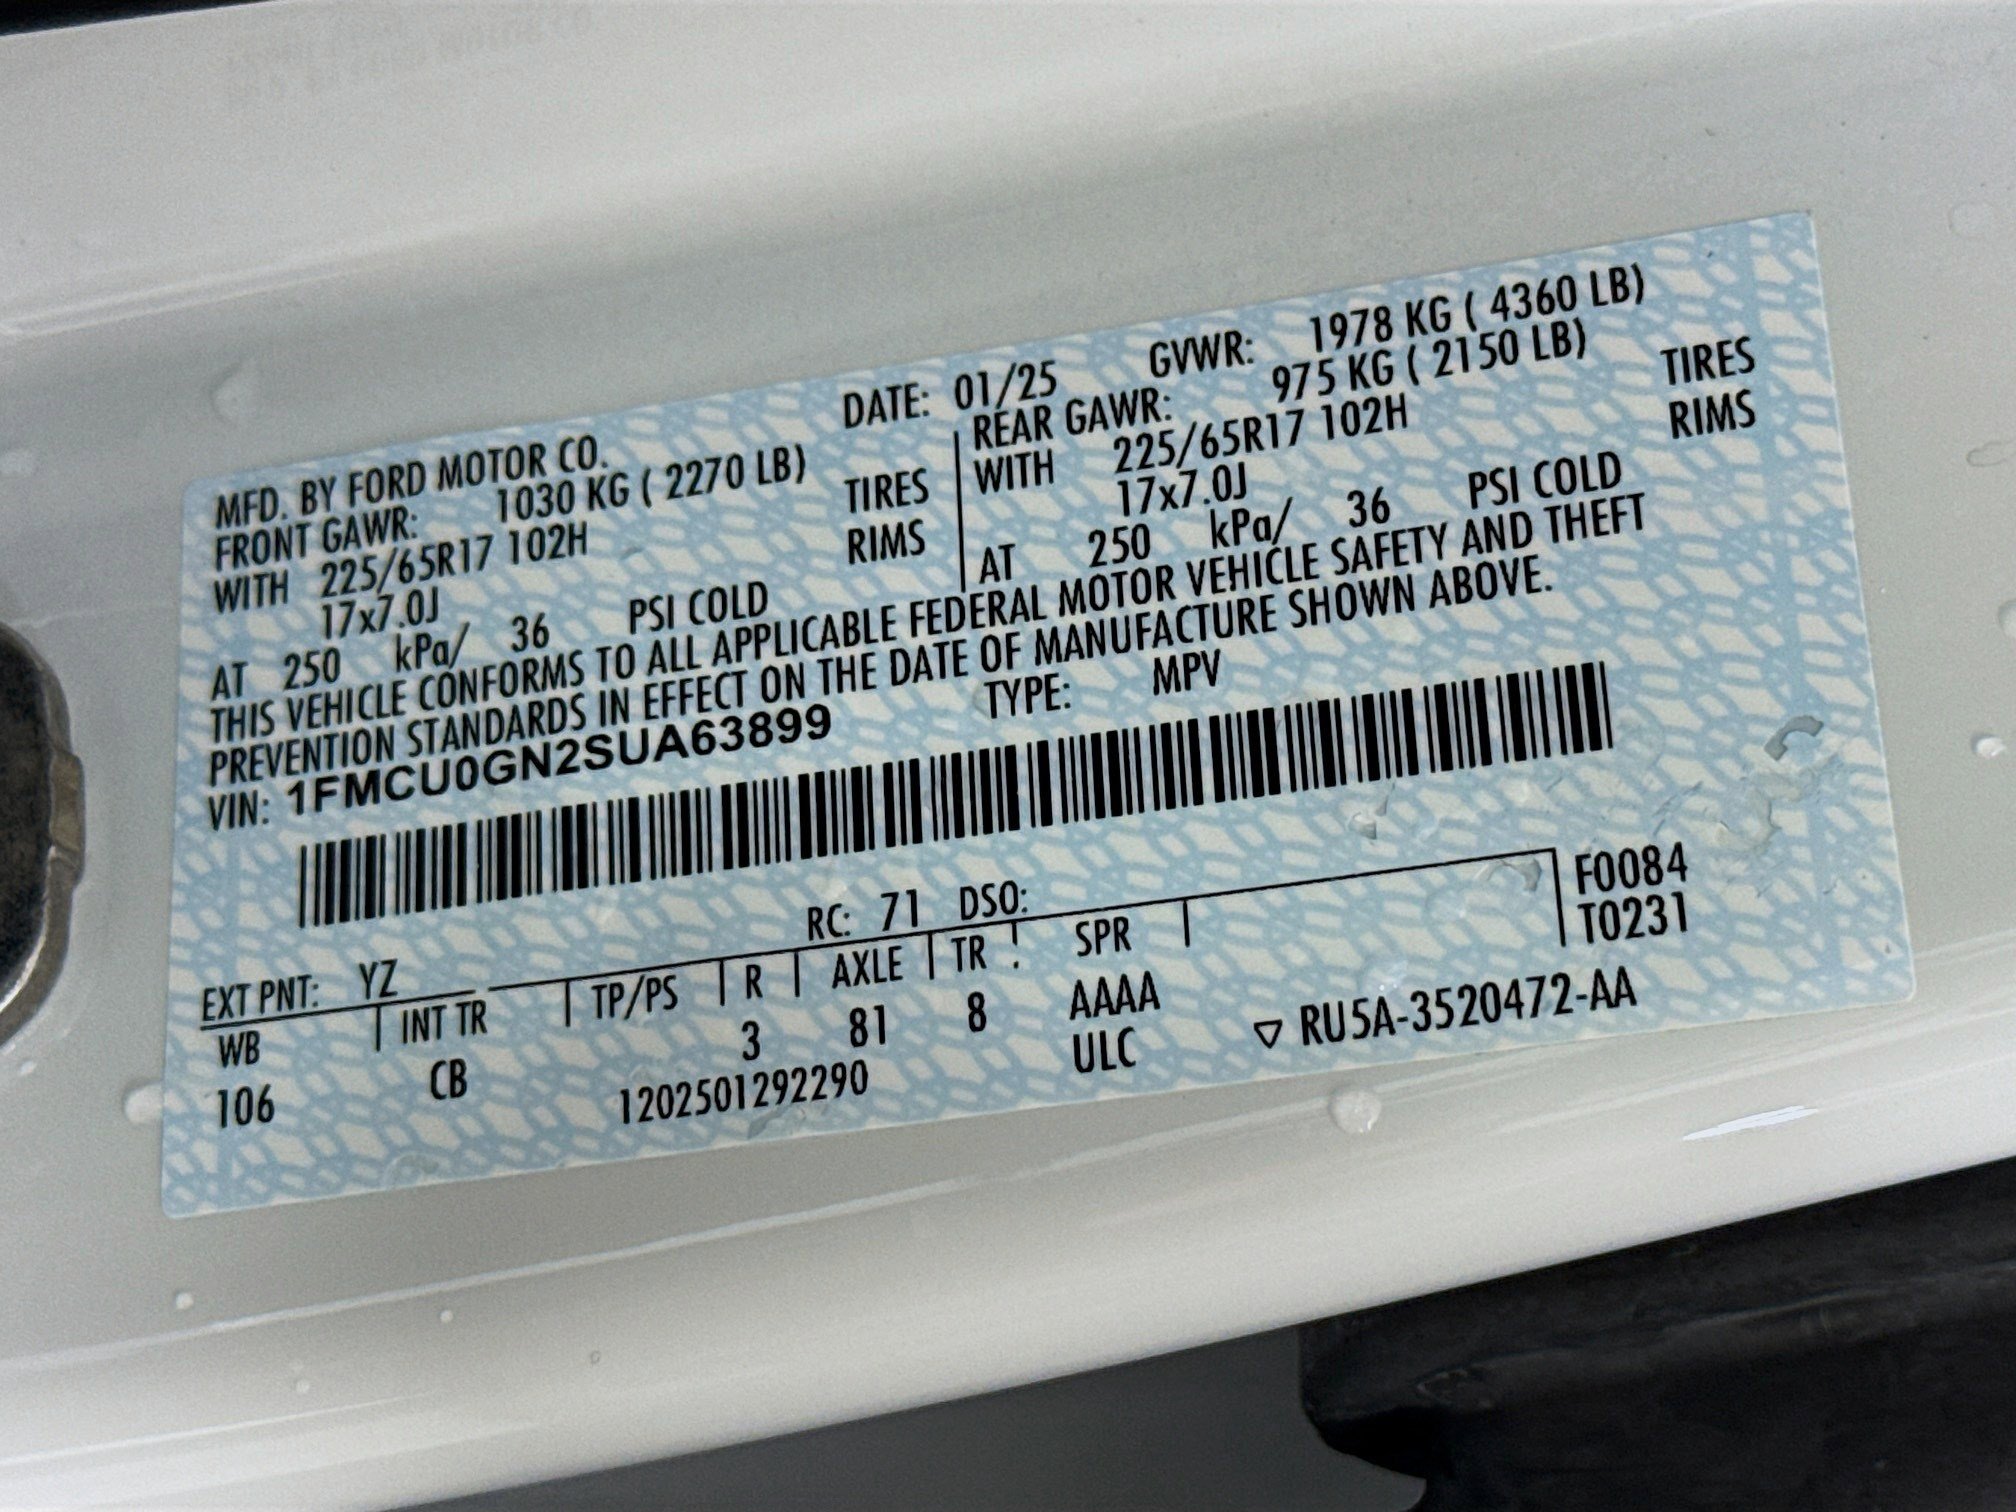 MFD. BY FORD MOTOR CO. DATE: 01/25 GVWR: 1978 KG ( 4360 LB)
FRONT GAWR: 1030 KG ( 2270 LB) REAR GAWR: 975 KG ( 2150 LB)
WITH 225/65R17 102H TIRES WITH 225/65R17 102H TIRES
17x7.0J RIMS 17x7.0J RIMS
AT 250 kPa/ 36 PSI COLD AT 250 kPa/ 36 PSI COLD
THIS VEHICLE CONFORMS TO ALL APPLICABLE FEDERAL MOTOR VEHICLE SAFETY AND THEFT
PREVENTION STANDARDS IN EFFECT ON THE DATE OF MANUFACTURE SHOWN ABOVE.
VIN: 1FMCU0GN2SUA63899 TYPE: MPV
EXT PNT: YZ RC: 71 DSO: F0084
WB INT TR TP/PS R AXLE TR SPR T0231
106 CB 3 81 8 AAAA ▽ RU5A-3520472-AA
1202501292290 ULC